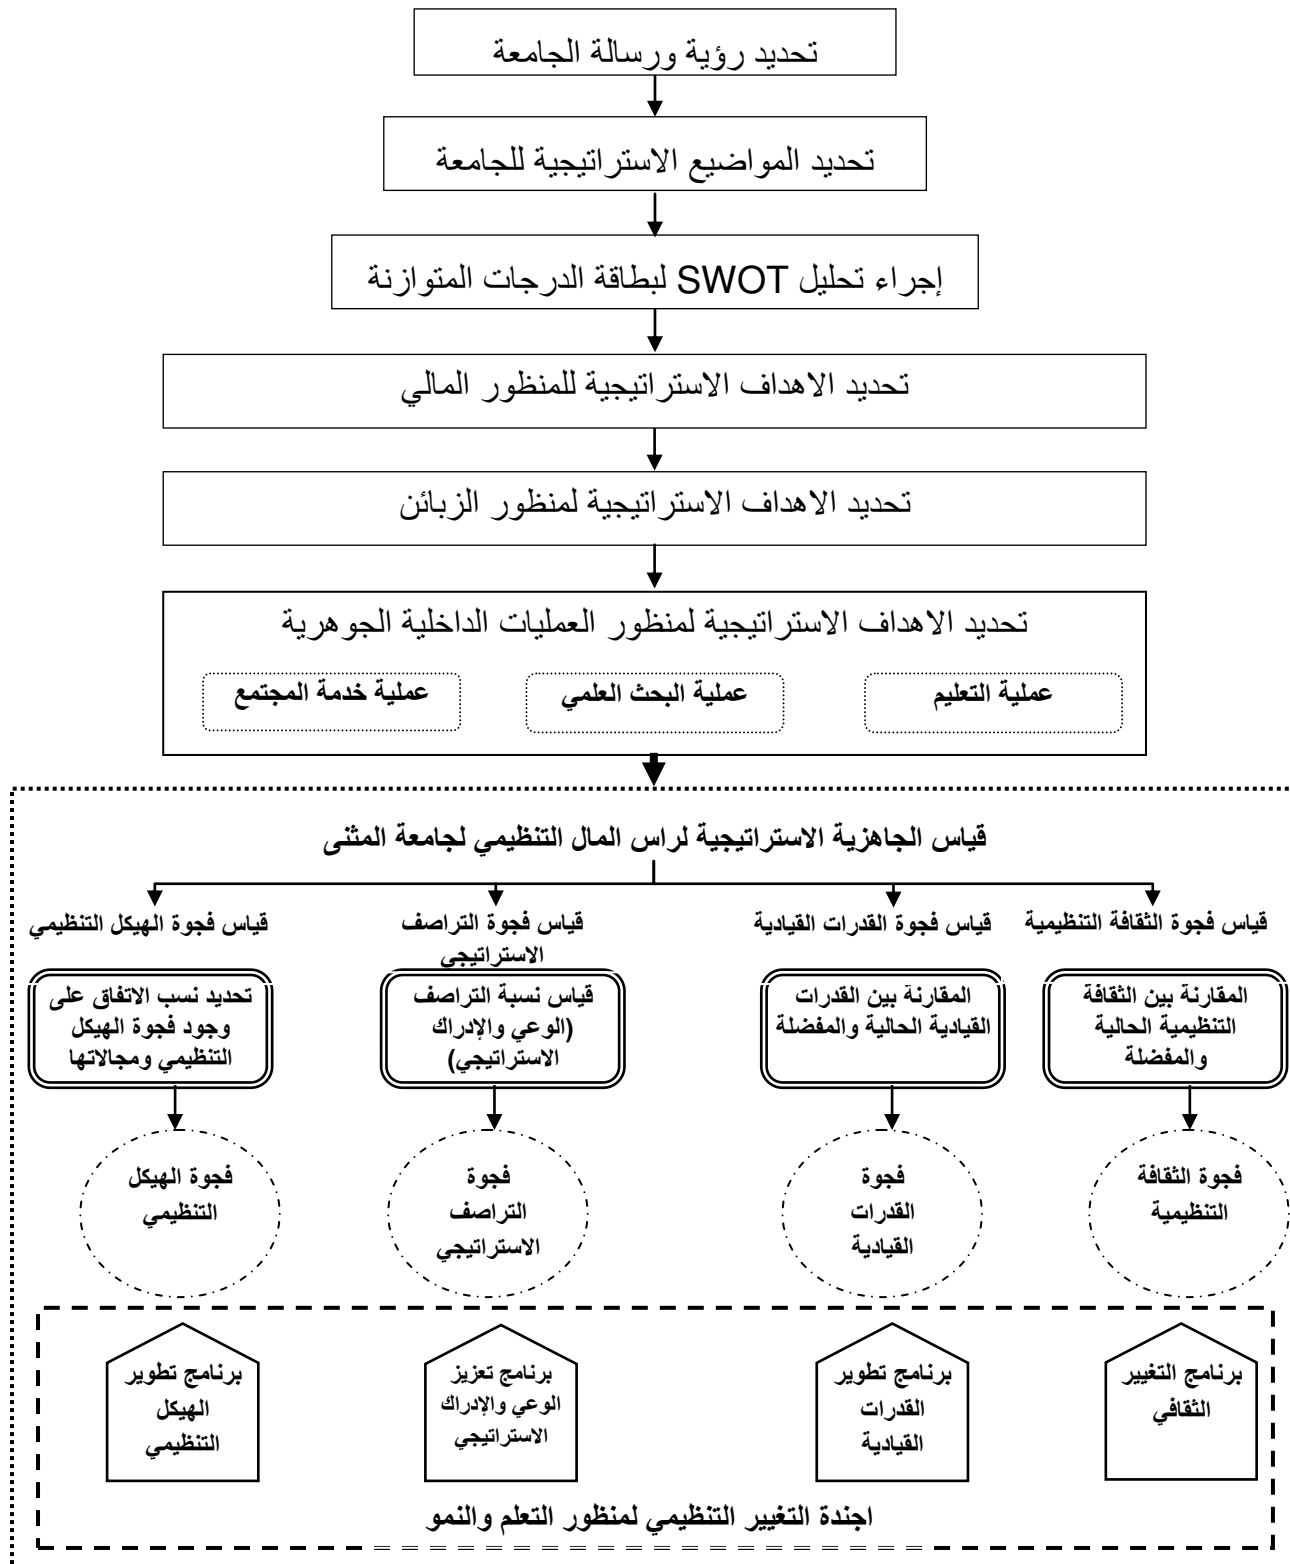 تحديد رؤية ورسالة الجامعة
تحديد المواضيع الاستراتيجية للجامعة
إجراء تحليل SWOT لبطاقة الدرجات المتوازنة
تحديد الاهداف الاستراتيجية للمنظور المالي
تحديد الاهداف الاستراتيجية لمنظور الزبائن
تحديد الاهداف الاستراتيجية لمنظور العمليات الداخلية الجوهرية
عملية التعليم
عملية البحث العلمي
عملية خدمة المجتمع
قياس الجاهزية الاستراتيجية لراس المال التنظيمي لجامعة المثنى
قياس فجوة الثقافة التنظيمية
قياس فجوة القدرات القيادية
قياس فجوة التراصف
الاستراتيجي
قياس فجوة الهيكل التنظيمي
المقارنة بين الثقافة
التنظيمية الحالية
والمفضلة
المقارنة بين القدرات
القيادية الحالية والمفضلة
قياس نسبة التراصف
(الوعي والإدراك
الاستراتيجي)
تحديد نسب الاتفاق على
وجود فجوة الهيكل
التنظيمي ومجالاتها
فجوة الثقافة
التنظيمية
فجوة
القدرات
القيادية
فجوة
التراصف
الاستراتيجي
فجوة الهيكل
التنظيمي
برنامج التغيير
الثقافي
برنامج تطوير
القدرات
القيادية
برنامج تعزيز
الوعي والإدراك
الاستراتيجي
برنامج تطوير
الهيكل
التنظيمي
اجندة التغيير التنظيمي لمنظور التعلم والنمو